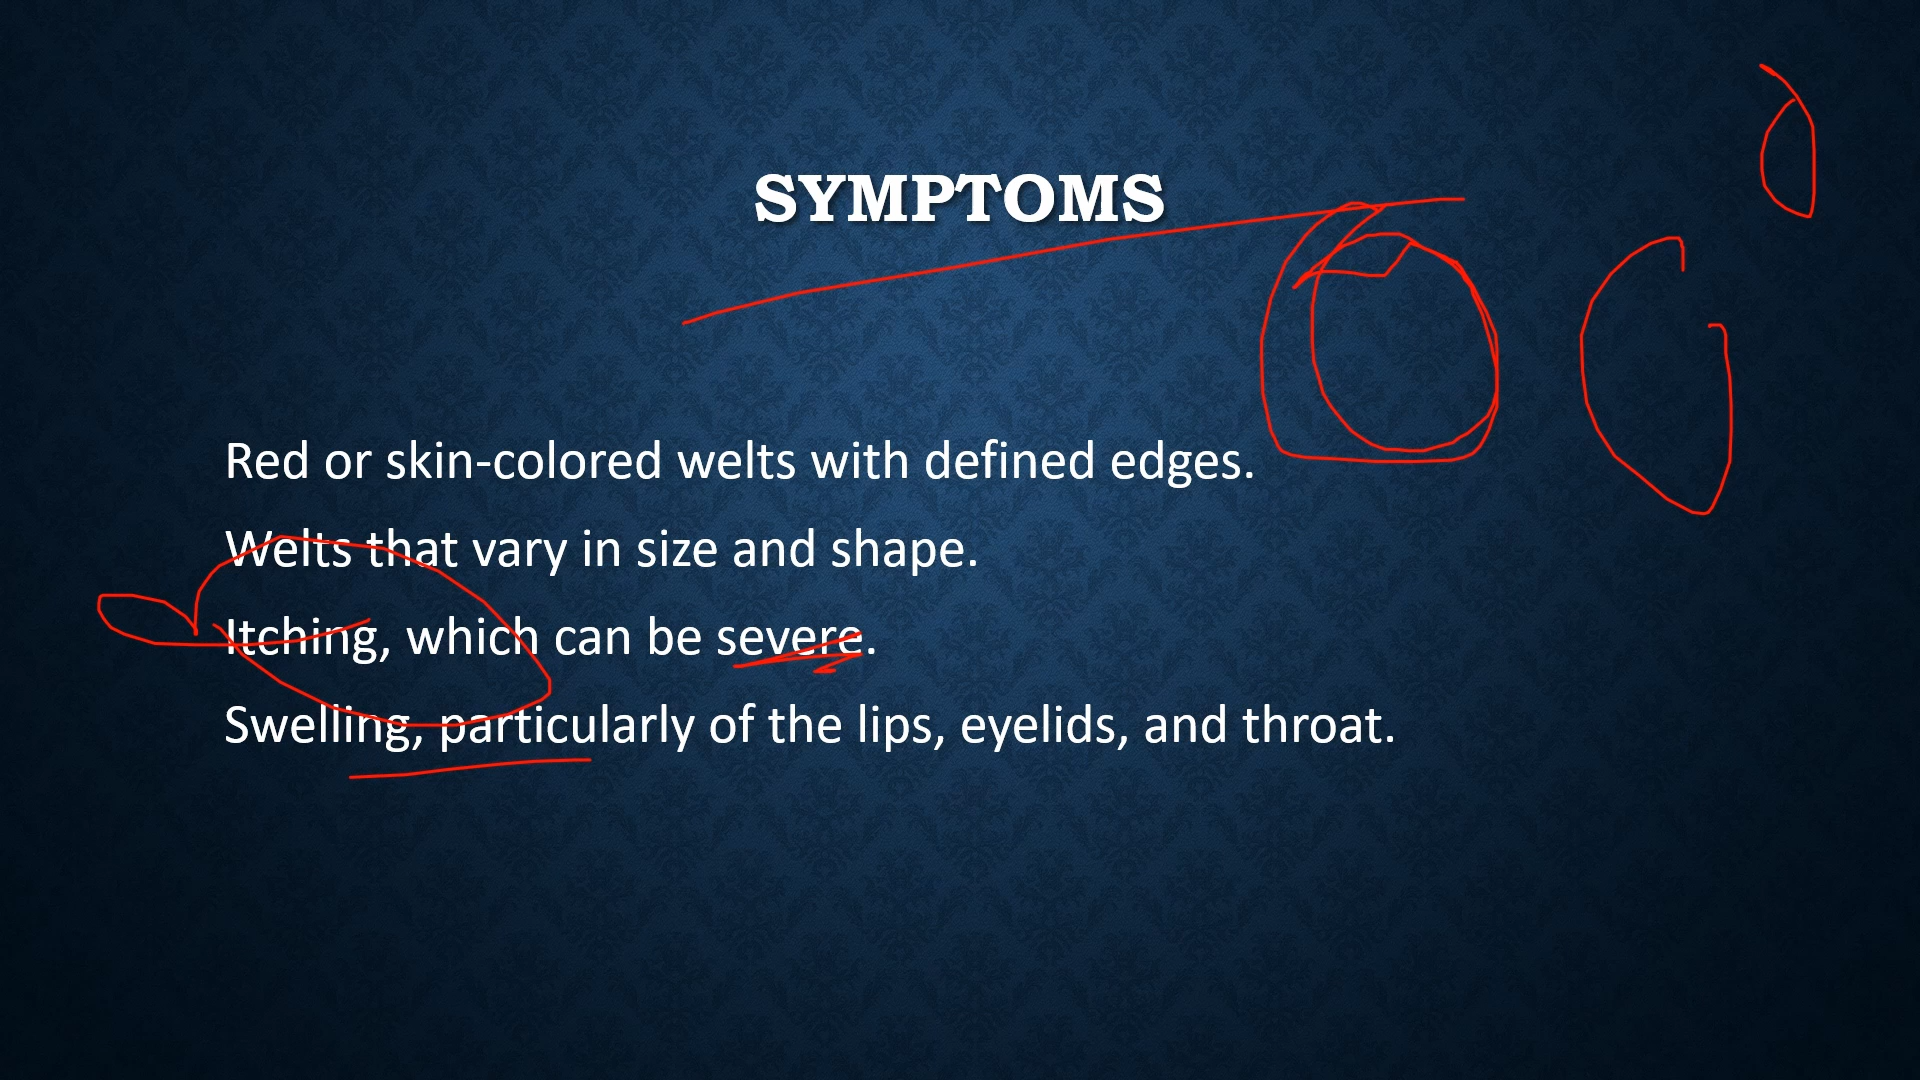 SYMPTOMS
Red or skin-colored welts with defined edges.
Welts that vary in size and shape.
Itching, which can be severe.
Swelling, particularly of the lips, eyelids, and throat.